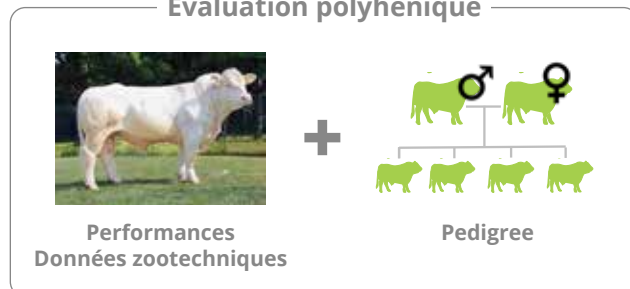 Évaluation polyhénique
Performances
Données zootechniques
Pedigree